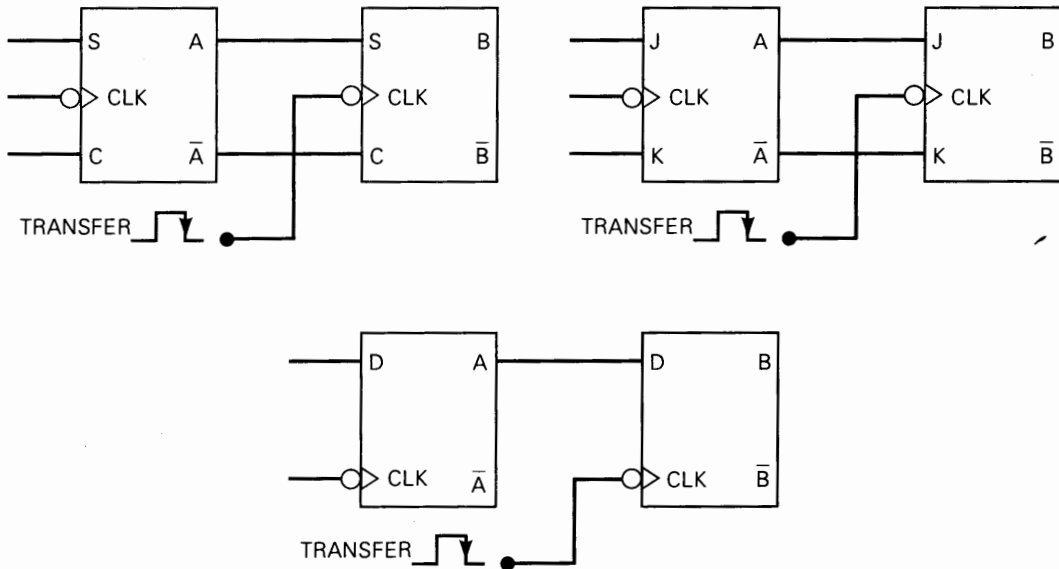 S A S B
CLK CLK
C A̅ C B̅
TRANSFER
J A J B
CLK CLK
K A̅ K B̅
TRANSFER
D A D B
CLK A̅ CLK B̅
TRANSFER